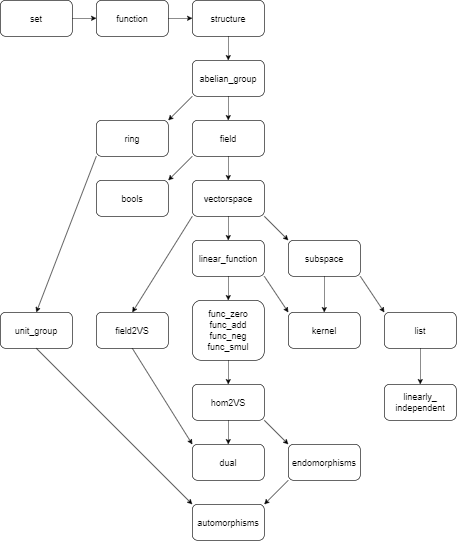 set
function
structure
abelian_group
ring
field
bools
vectorspace
linear_function
subspace
unit_group
field2VS
func_zero
func_add
func_neg
func_smul
kernel
list
hom2VS
linearly_
independent
dual
endomorphisms
automorphisms